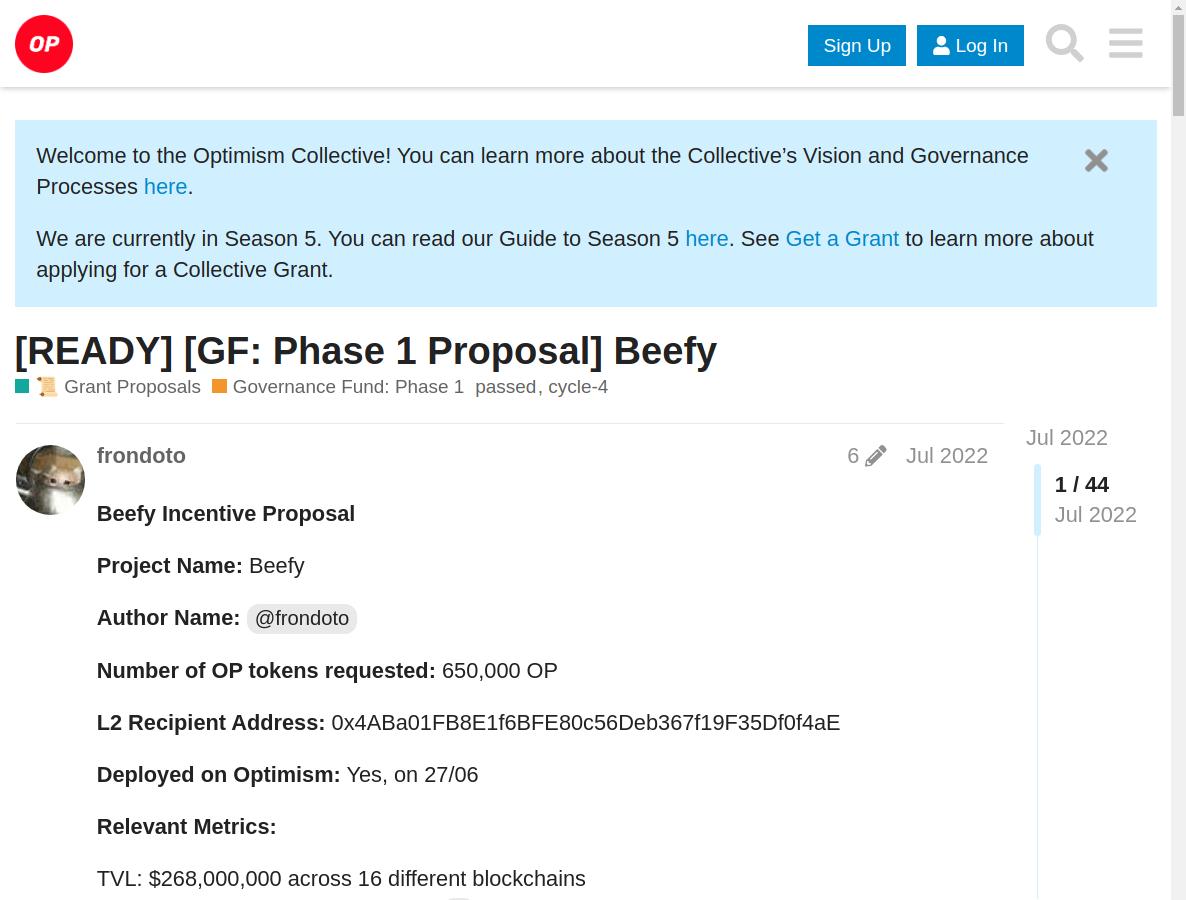 OP
Sign Up
Log In
Welcome to the Optimism Collective! You can learn more about the Collective’s Vision and Governance
Processes here.
We are currently in Season 5. You can read our Guide to Season 5 here. See Get a Grant to learn more about
applying for a Collective Grant.
[READY] [GF: Phase 1 Proposal] Beefy
Grant Proposals Governance Fund: Phase 1 passed, cycle-4
frondoto 6 Jul 2022
Beefy Incentive Proposal
Project Name: Beefy
Author Name: @frondoto
Number of OP tokens requested: 650,000 OP
L2 Recipient Address: 0x4ABa01FB8E1f6BFE80c56Deb367f19F35Df0f4aE
Deployed on Optimism: Yes, on 27/06
Relevant Metrics:
TVL: $268,000,000 across 16 different blockchains
Jul 2022
1 / 44
Jul 2022